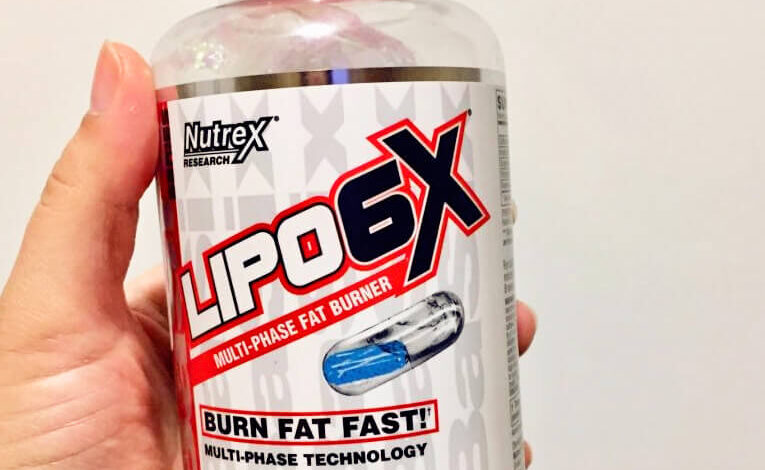 Nutrex®
RESEARCH
LIPO6X®
MULTI-PHASE FAT BURNER
BURN FAT FAST!†
MULTI-PHASE TECHNOLOGY